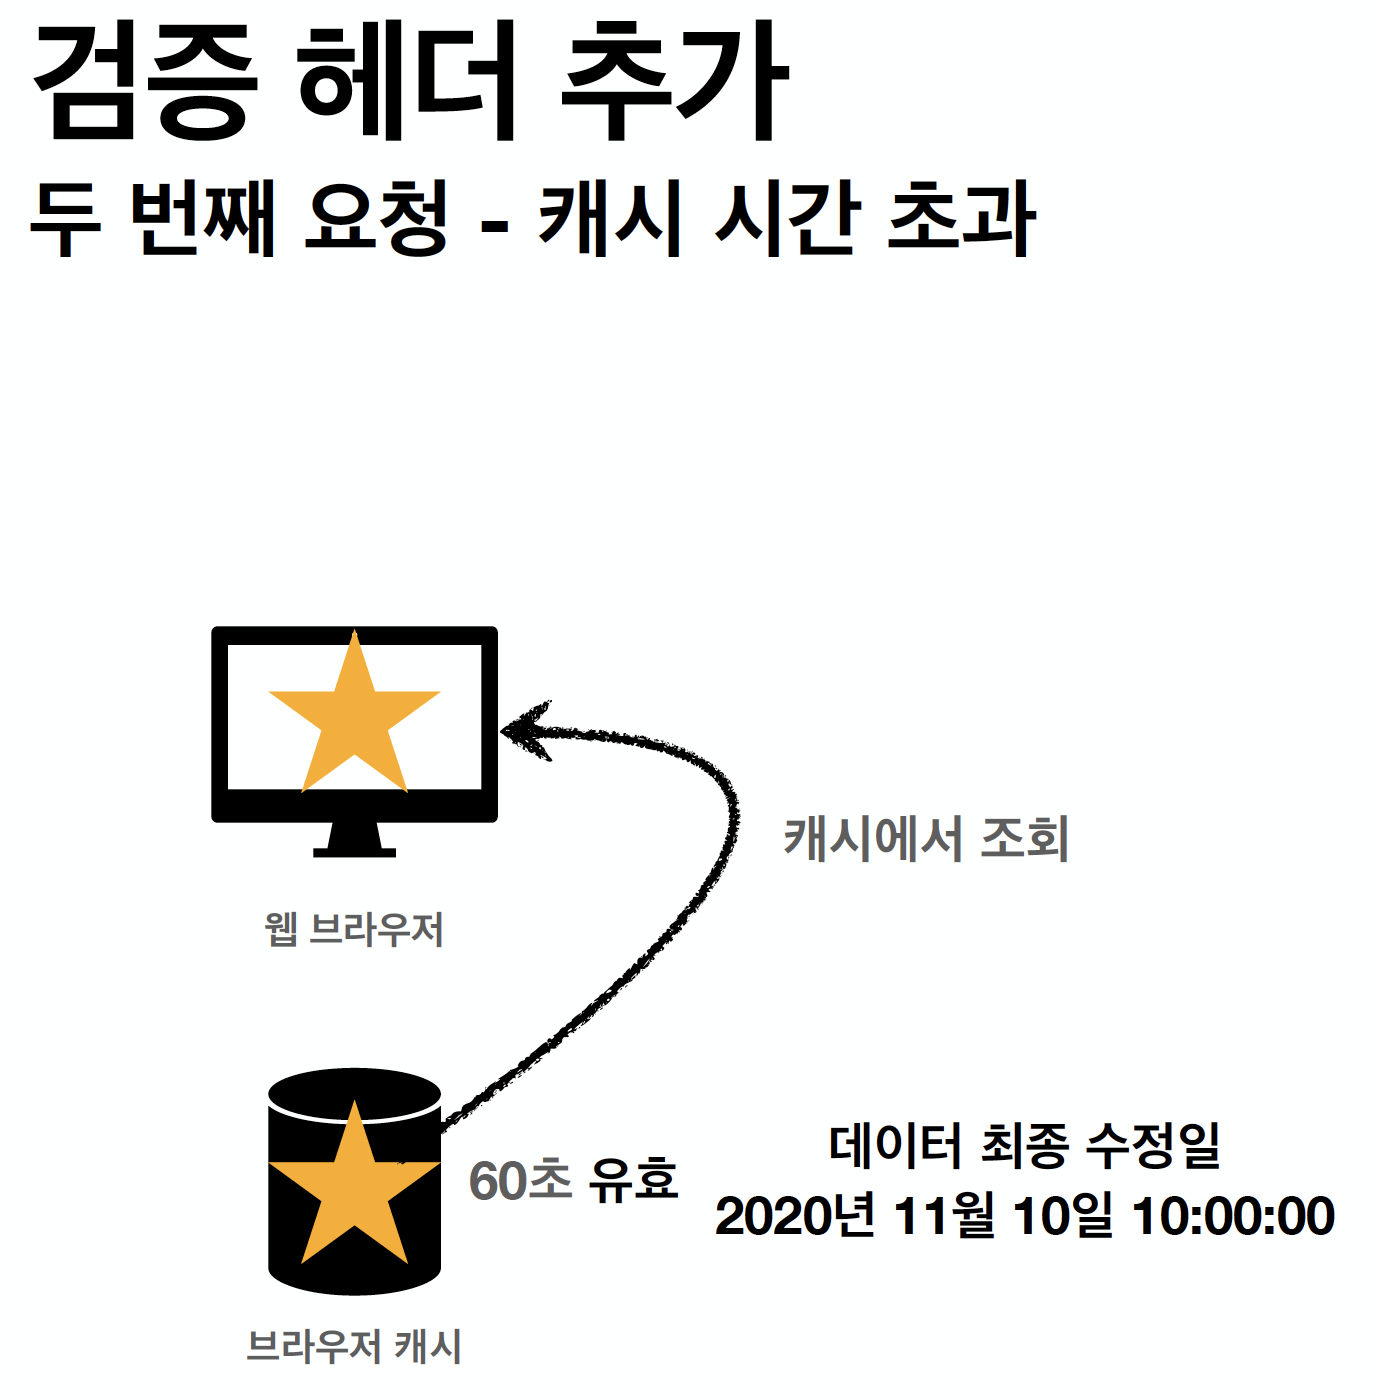 검증 헤더 추가
두 번째 요청 - 캐시 시간 초과
캐시에서 조회
웹 브라우저
60초 유효
데이터 최종 수정일
2020년 11월 10일 10:00:00
브라우저 캐시